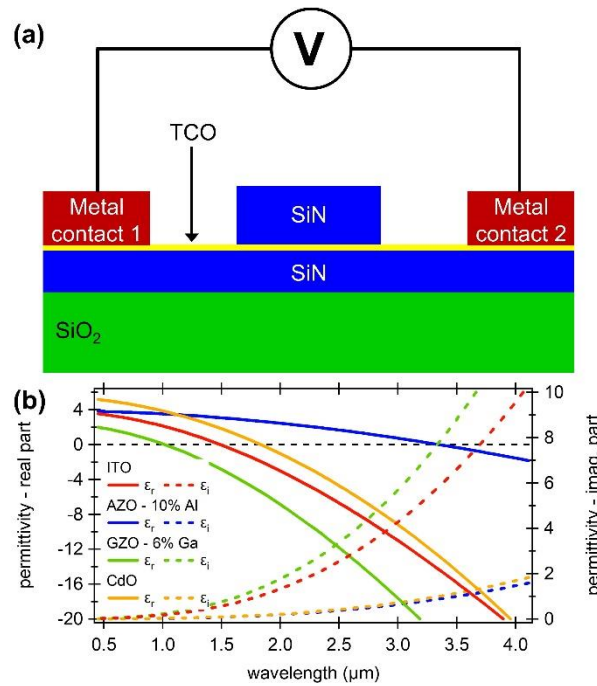 (a)
V
TCO
Metal
contact 1
SiN
Metal
contact 2
SiN
SiO₂
(b)
4
0
-4
-8
-12
-16
-20
permittivity - real part
10
8
6
4
2
0
permittivity - imag. part
ITO
εᵣ εᵢ
AZO - 10% Al
εᵣ εᵢ
GZO - 6% Ga
εᵣ εᵢ
CdO
εᵣ εᵢ
0.5 1.0 1.5 2.0 2.5 3.0 3.5 4.0
wavelength (µm)